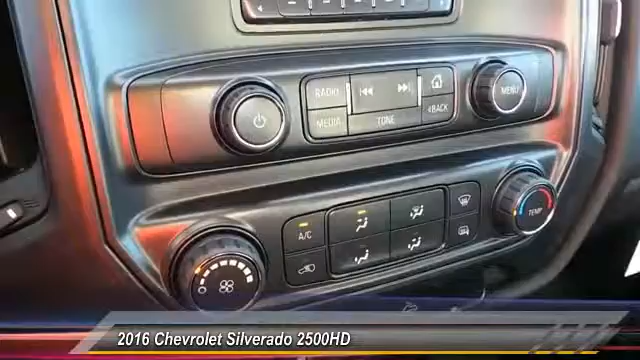 RADIO
MEDIA
TONE
<BACK
MENU
A/C
TEMP
2016 Chevrolet Silverado 2500HD